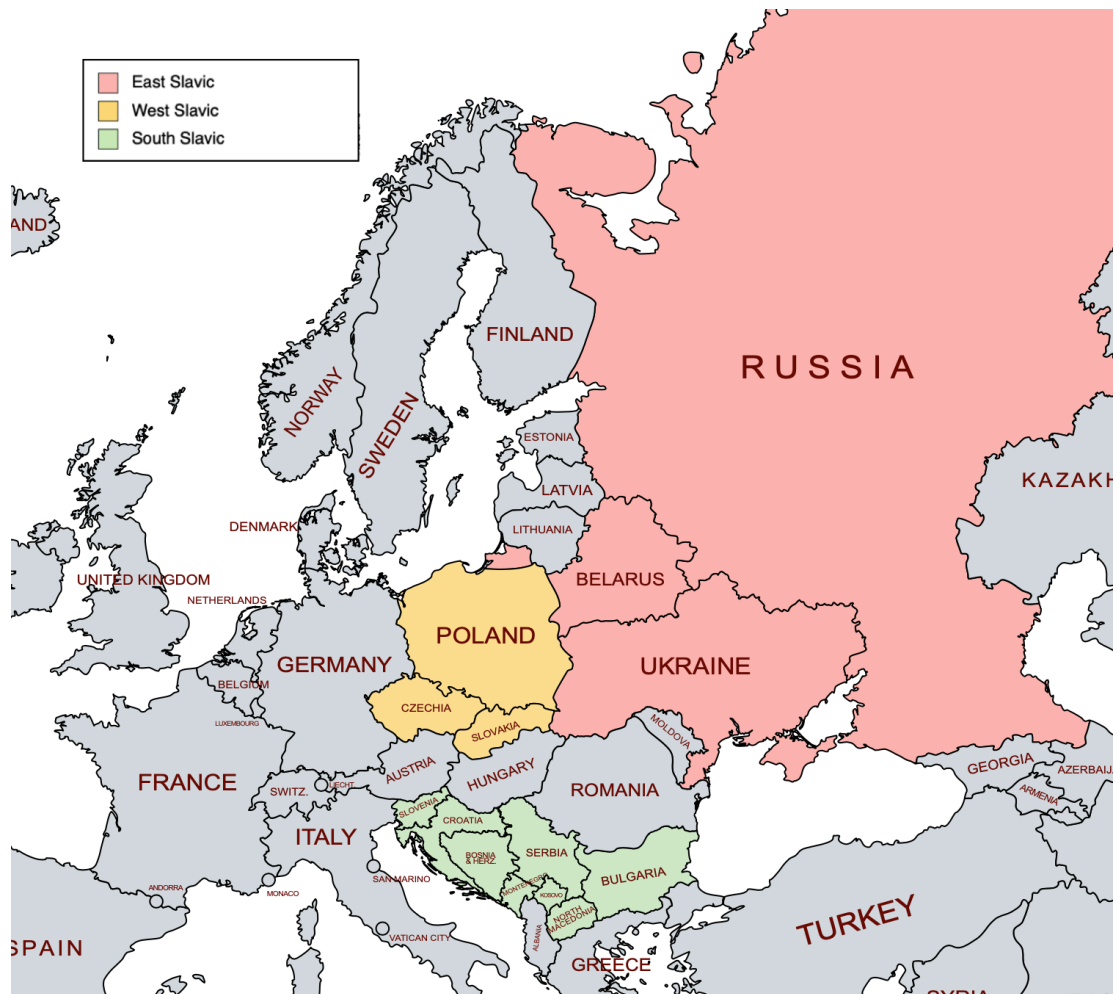 East Slavic
West Slavic
South Slavic
AND
RUSSIA
FINLAND
NORWAY
SWEDEN
ESTONIA
LATVIA
LITHUANIA
KAZAKH
DENMARK
UNITED KINGDOM
NETHERLANDS
BELARUS
POLAND
GERMANY
UKRAINE
BELGIUM
LUXEMBOURG
CZECHIA
SLOVAKIA
MOLDOVA
FRANCE
SWITZ.
LIECHT.
AUSTRIA
HUNGARY
ROMANIA
GEORGIA
AZERBAIJ
ARMENIA
SLOVENIA
CROATIA
ITALY
BOSNIA
& HERZ.
SERBIA
BULGARIA
SAN MARINO
MONACO
ANDORRA
MONTENEGRO
KOSOVO
NORTH
MACEDONIA
ALBANIA
VATICAN CITY
SPAIN
GREECE
TURKEY
SYRIA